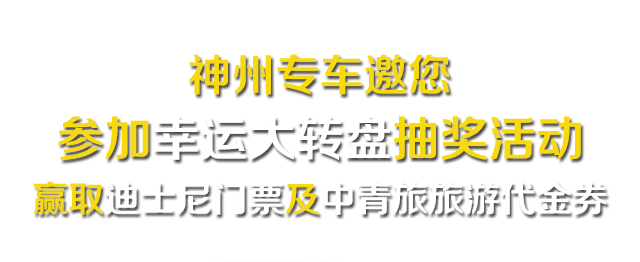 神州专车邀您
参加幸运大转盘抽奖活动
赢取迪士尼门票及中青旅旅游代金券